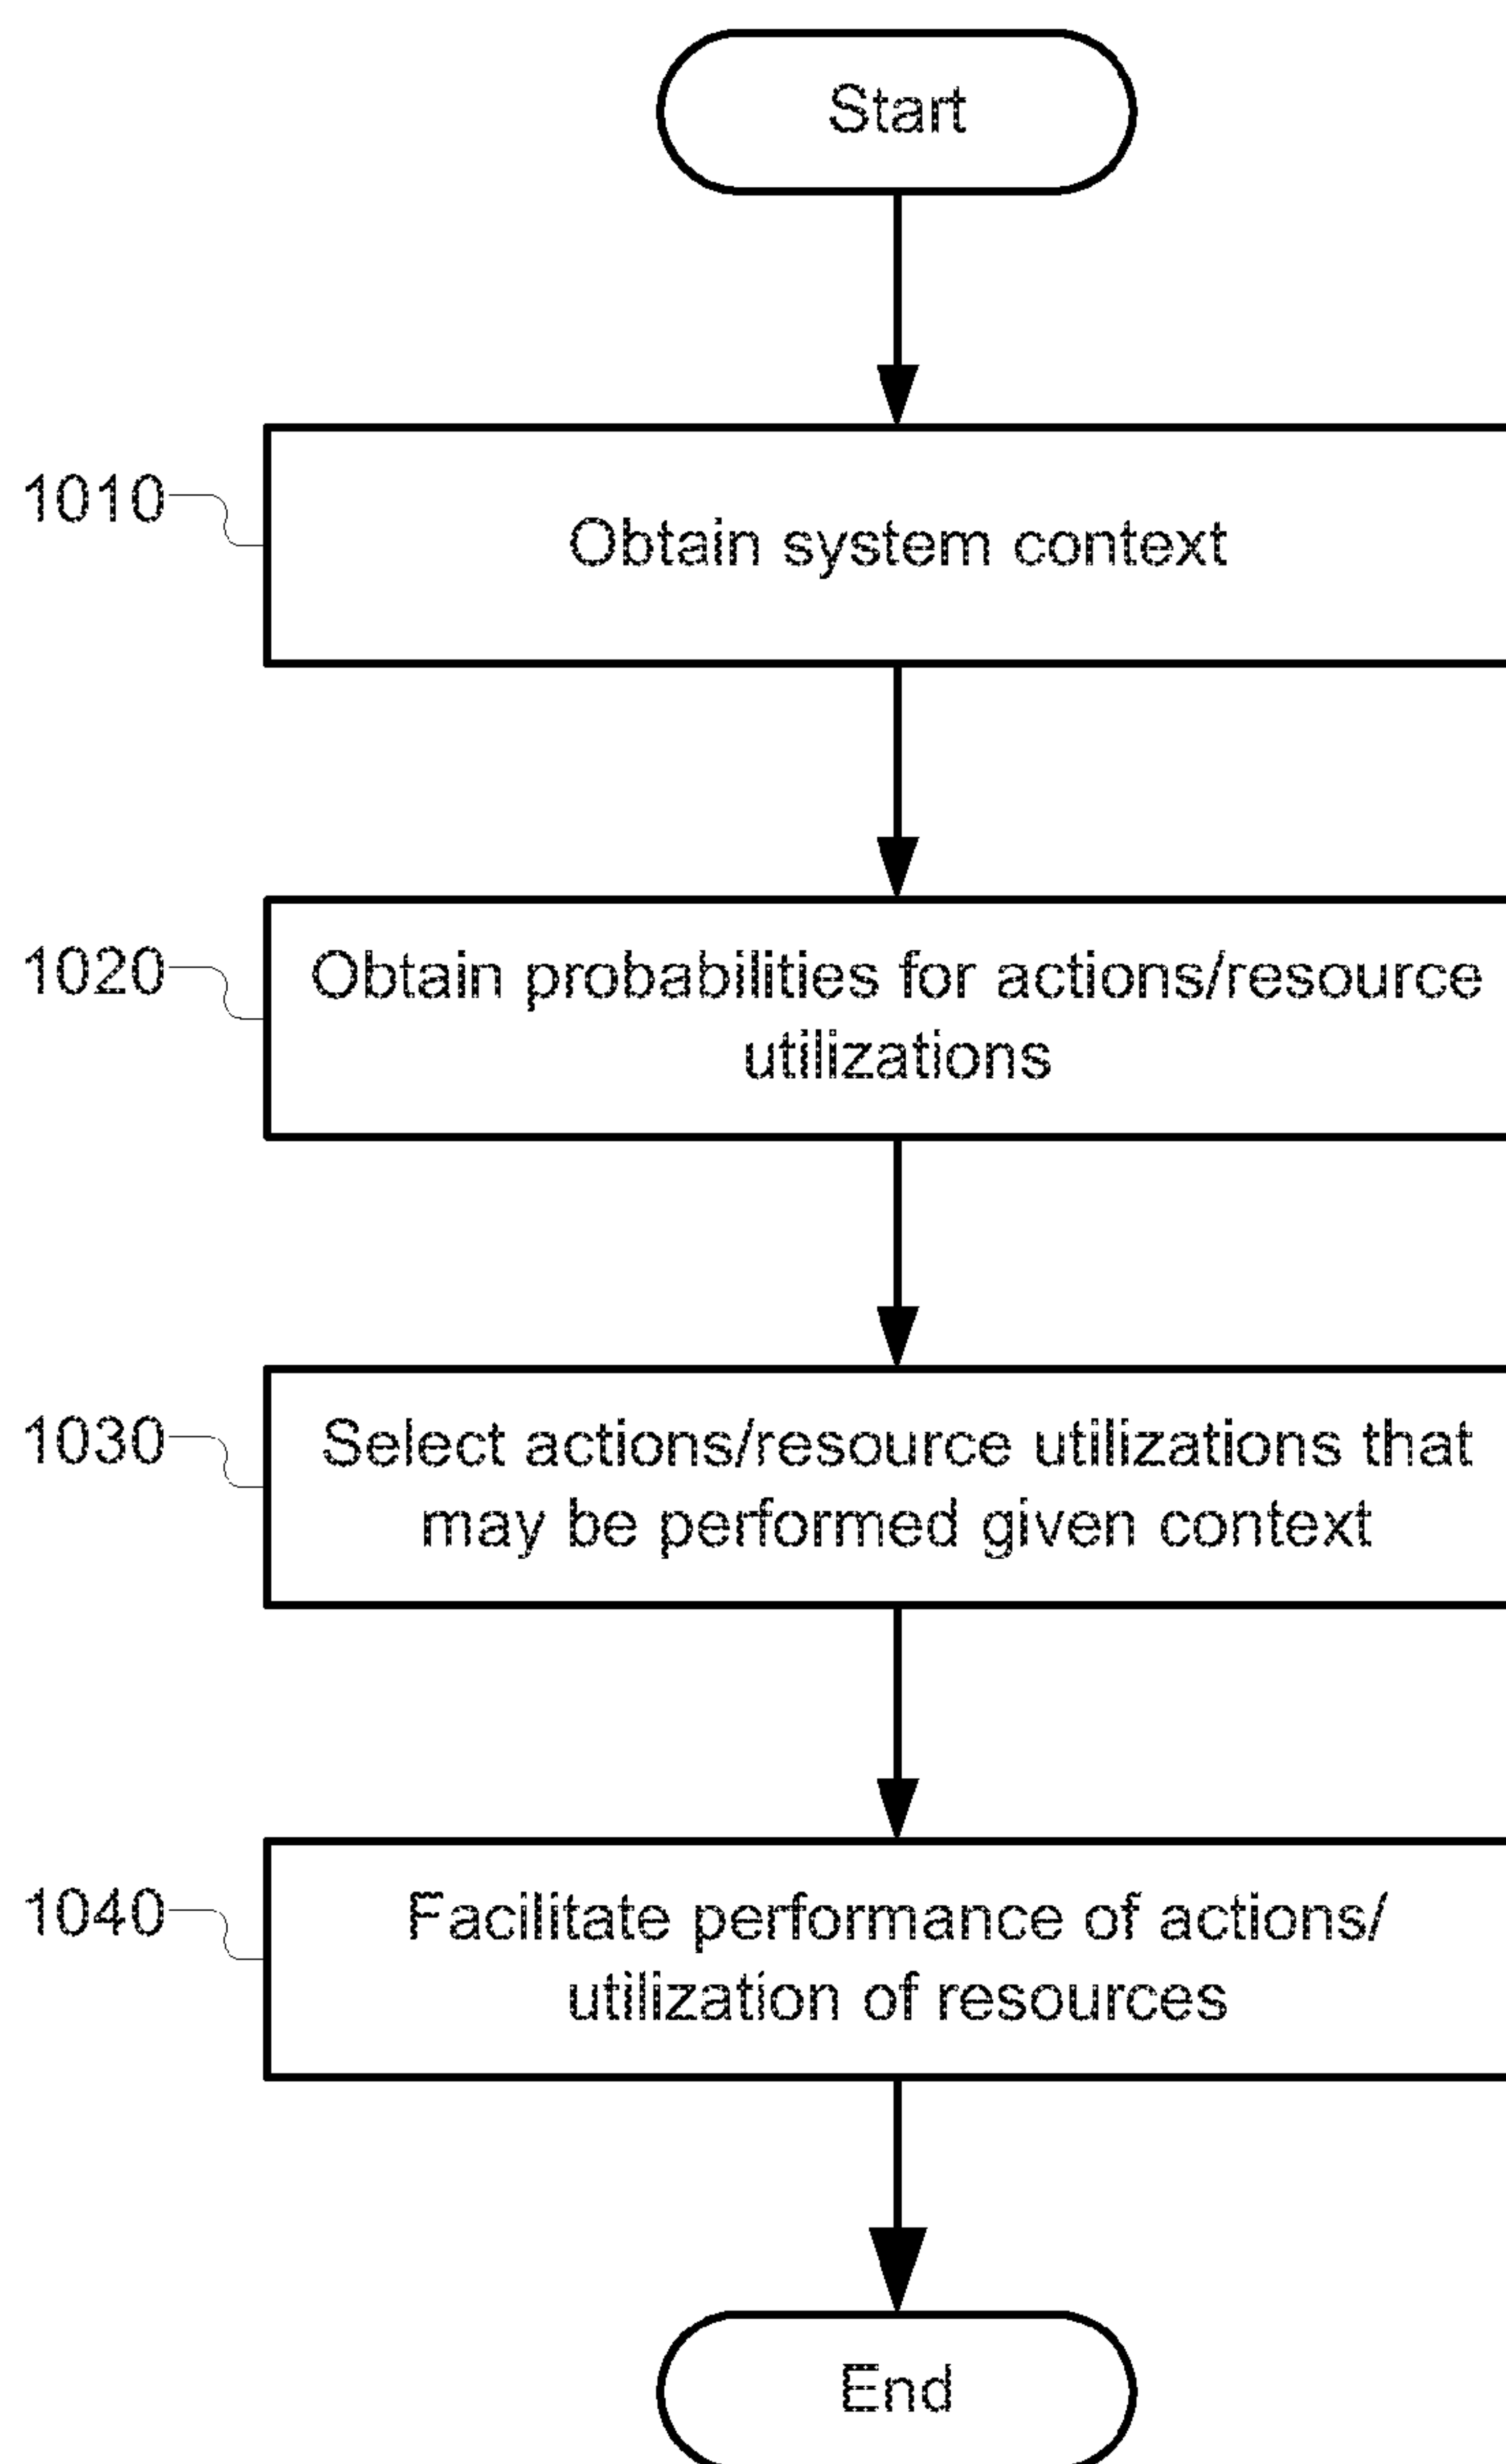 Start
1010
Obtain system context
1020
Obtain probabilities for actions/resource
utilizations
1030
Select actions/resource utilizations that
may be performed given context
1040
Facilitate performance of actions/
utilization of resources
End